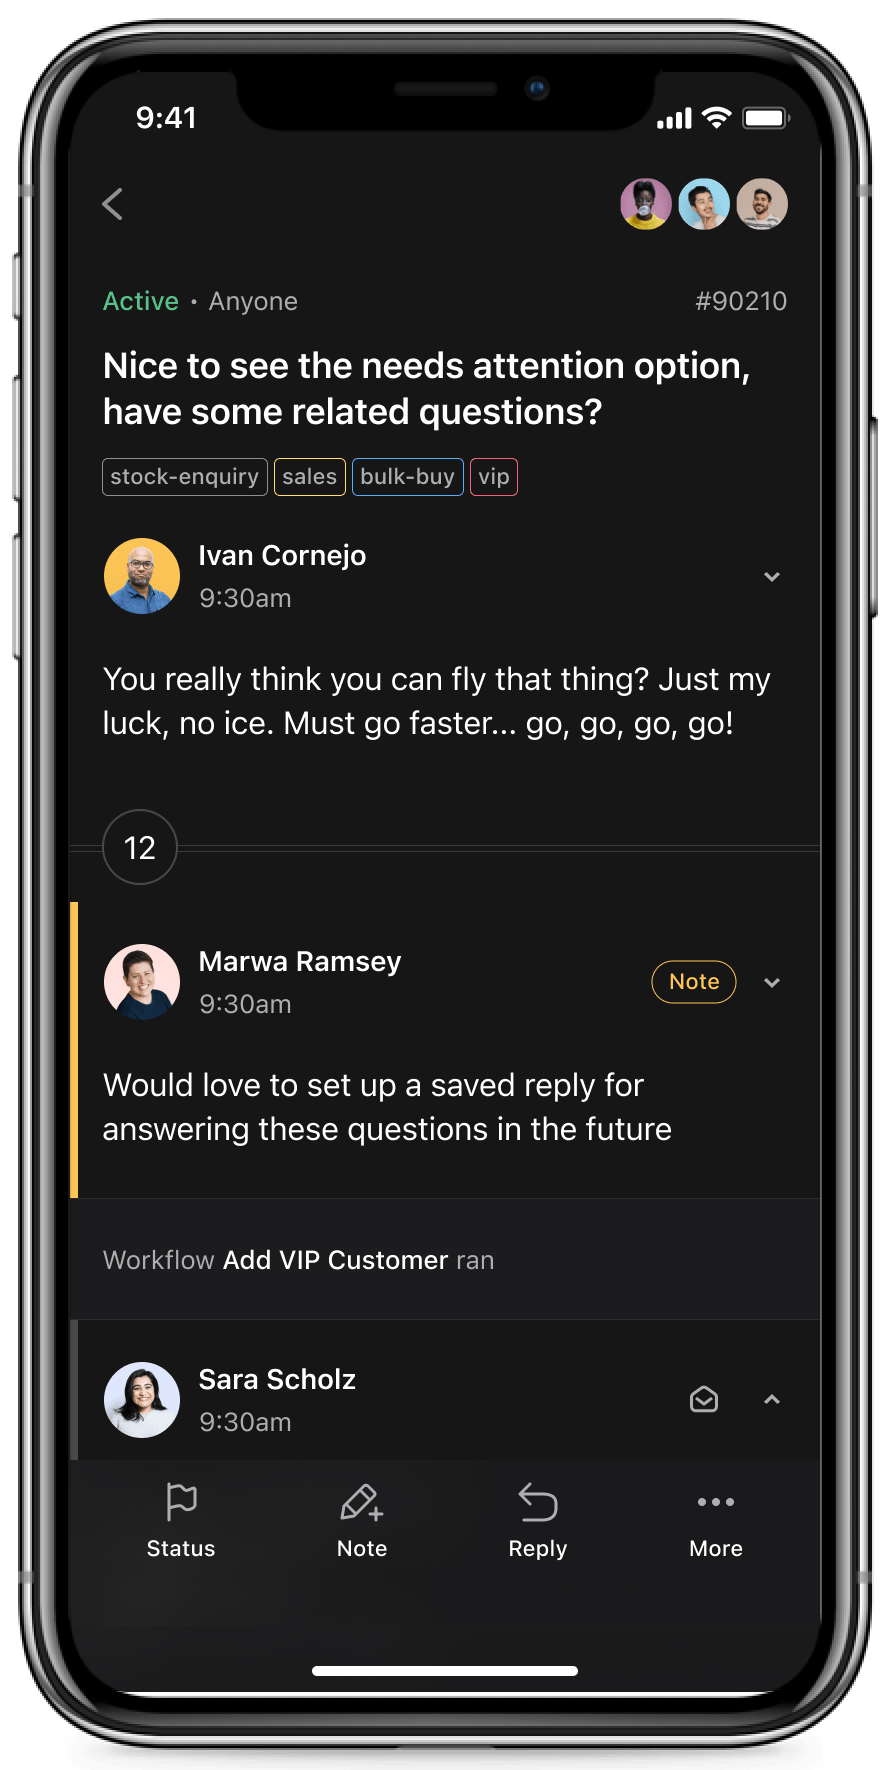 9:41
Active · Anyone #90210
Nice to see the needs attention option,
have some related questions?
stock-enquiry sales bulk-buy vip
Ivan Cornejo
9:30am
You really think you can fly that thing? Just my
luck, no ice. Must go faster... go, go, go, go!
12
Marwa Ramsey
9:30am
Note
Would love to set up a saved reply for
answering these questions in the future
Workflow Add VIP Customer ran
Sara Scholz
9:30am
Status Note Reply More